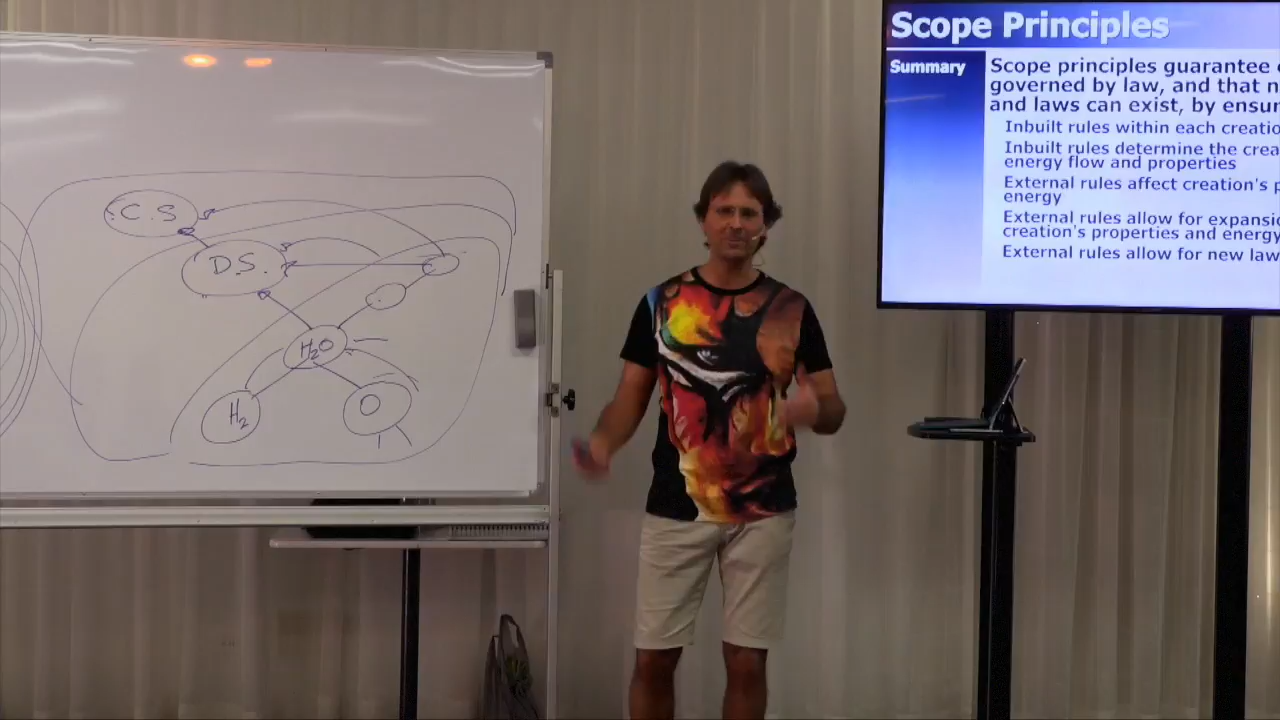 C.S
D.S.
H₂O
H₂
O
Scope Principles
Summary
Scope principles guarantee
governed by law, and that n
and laws can exist, by ensur
Inbuilt rules within each creatio
Inbuilt rules determine the crea
energy flow and properties
External rules affect creation's p
energy
External rules allow for expansi
creation's properties and energy
External rules allow for new law